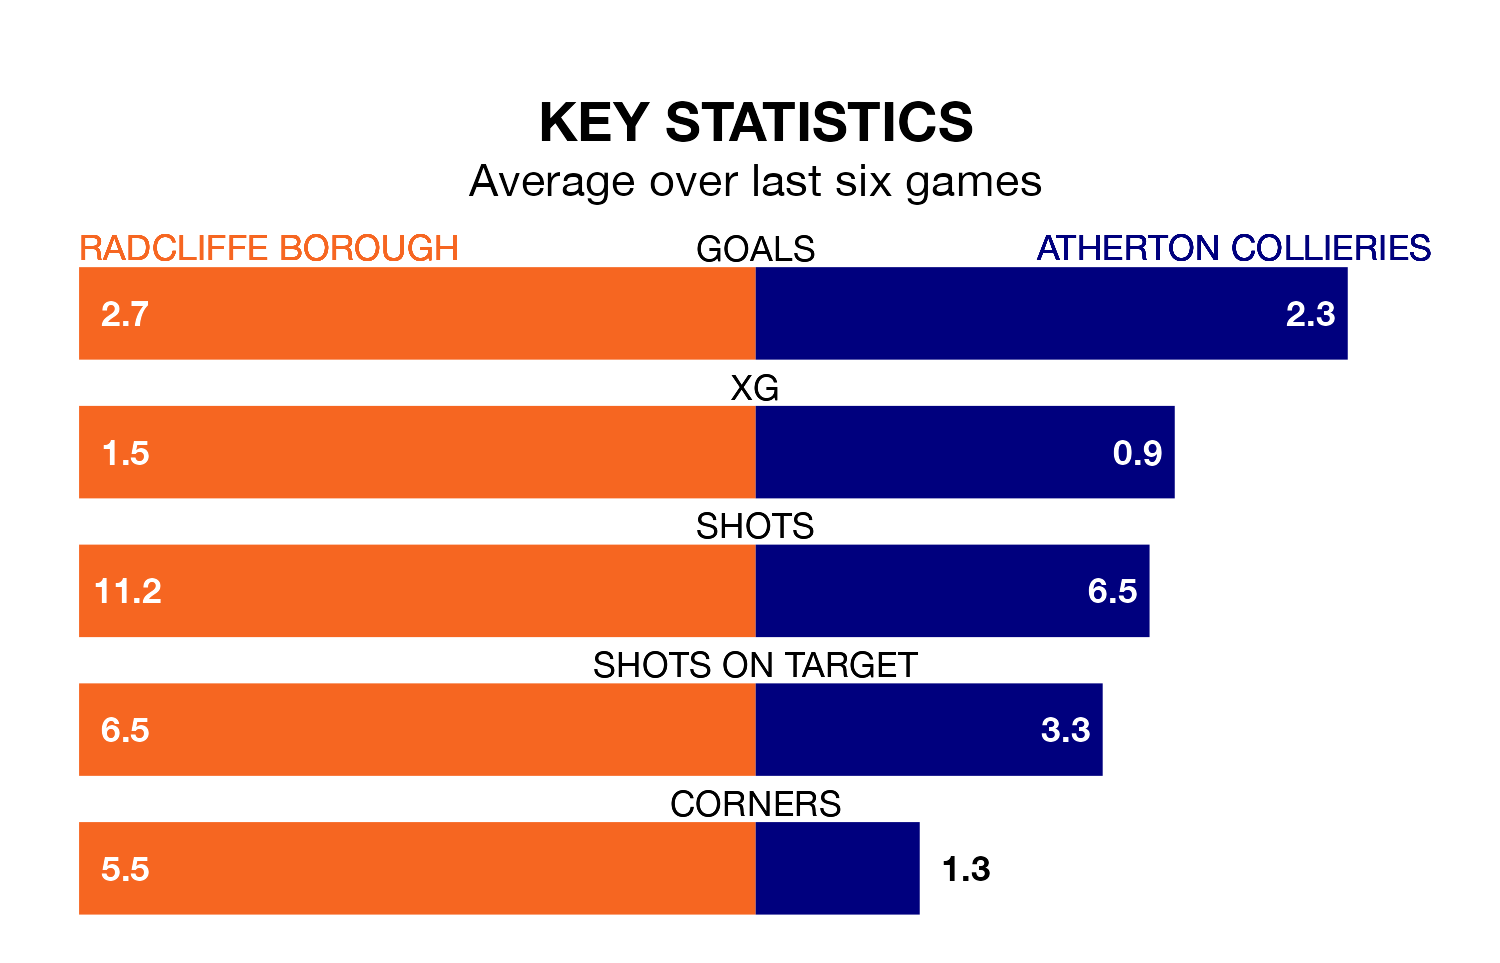 KEY STATISTICS
Average over last six games
RADCLIFFE BOROUGH GOALS ATHERTON COLLIERIES
2.7 2.3
XG
1.5 0.9
SHOTS
11.2 6.5
SHOTS ON TARGET
6.5 3.3
CORNERS
5.5 1.3